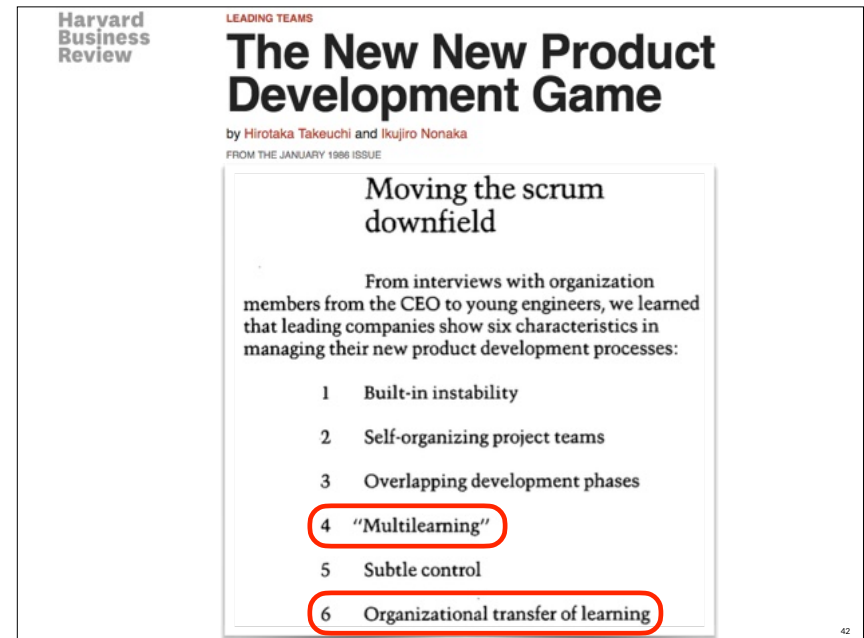 Harvard
Business
Review
LEADING TEAMS
The New New Product
Development Game
by Hirotaka Takeuchi and Ikujiro Nonaka
FROM THE JANUARY 1986 ISSUE
Moving the scrum
downfield
From interviews with organization
members from the CEO to young engineers, we learned
that leading companies show six characteristics in
managing their new product development processes:
1 Built-in instability
2 Self-organizing project teams
3 Overlapping development phases
4 “Multilearning”
5 Subtle control
6 Organizational transfer of learning
42